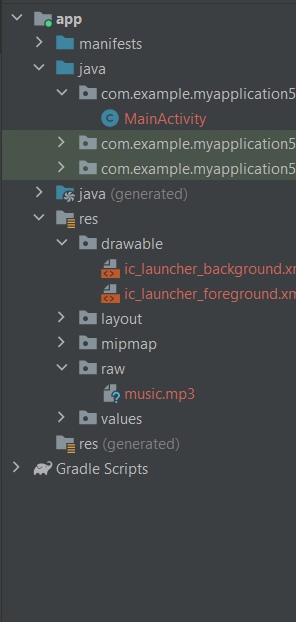 app
manifests
java
com.example.myapplication5
MainActivity
com.example.myapplication5
com.example.myapplication5
java (generated)
res
drawable
ic_launcher_background.xm
ic_launcher_foreground.xm
layout
mipmap
raw
music.mp3
values
res (generated)
Gradle Scripts